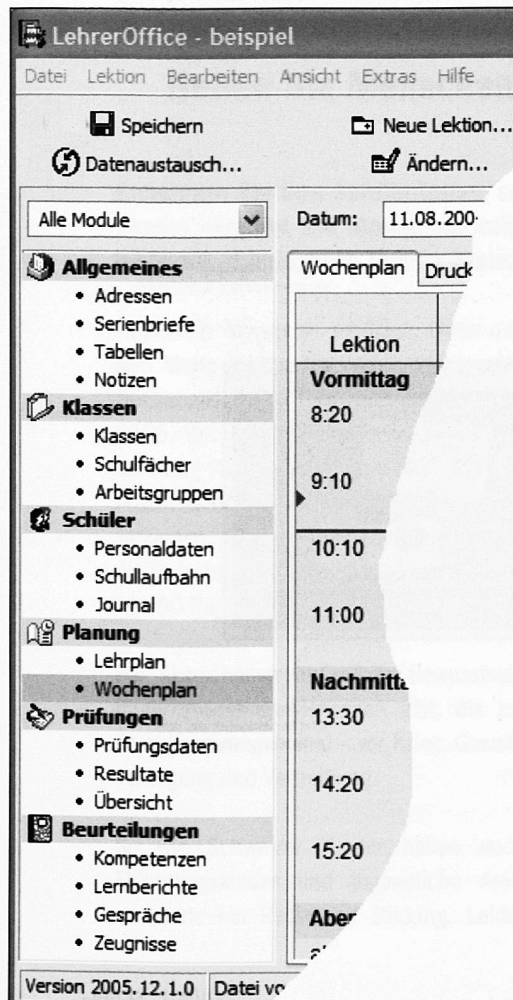 LehrerOffice - beispiel
Datei Lektion Bearbeiten Ansicht Extras Hilfe
Speichern Neue Lektion...
Datenaustausch... Ändern...
Alle Module Datum: 11.08.200
Wochenplan Druck
Allgemeines
• Adressen
• Serienbriefe
• Tabellen
• Notizen
Klassen
• Klassen
• Schulfächer
• Arbeitsgruppen
Schüler
• Personaldaten
• Schullaufbahn
• Journal
Planung
• Lehrplan
• Wochenplan
Prüfungen
• Prüfungsdaten
• Resultate
• Übersicht
Beurteilungen
• Kompetenzen
• Lernberichte
• Gespräche
• Zeugnisse
Lektion
Vormittag
8:20
9:10
10:10
11:00
Nachmitta
13:30
14:20
15:20
Aber
Version 2005.12.1.0 Datei vo